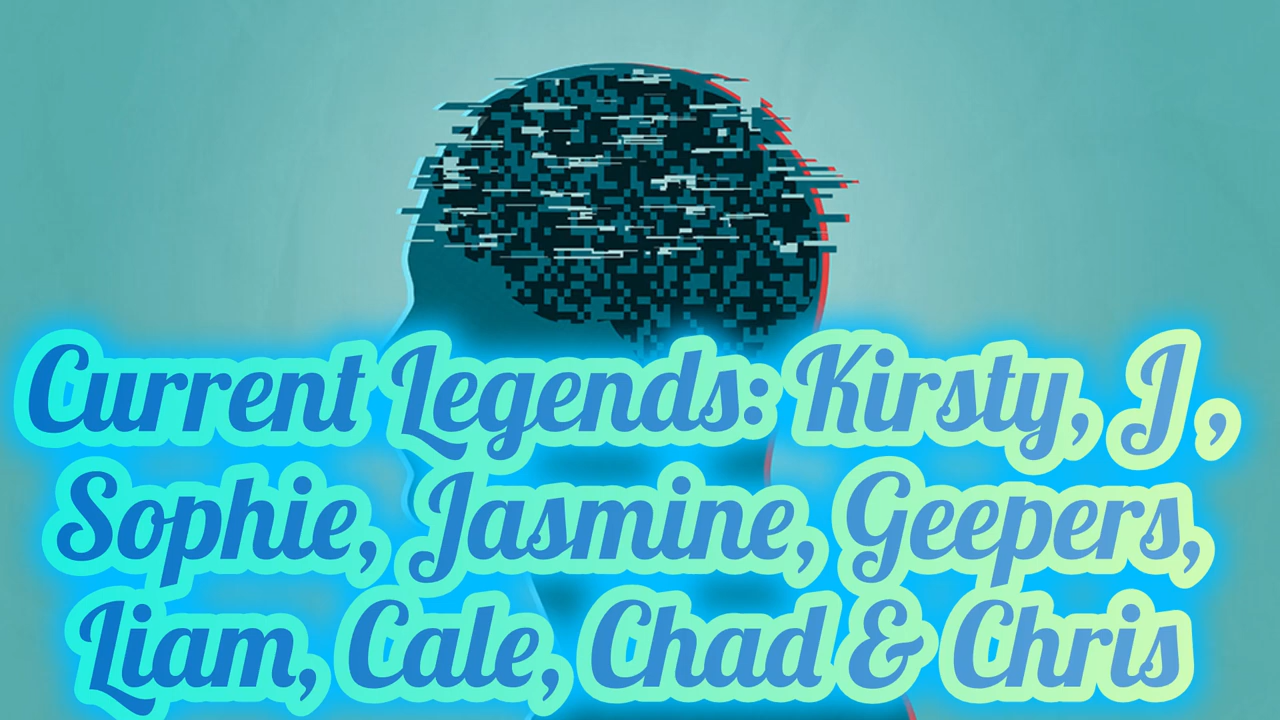 Current Legends: Kirsty, J ,
Sophie, Jasmine, Geepers,
Liam, Cale, Chad & Chris